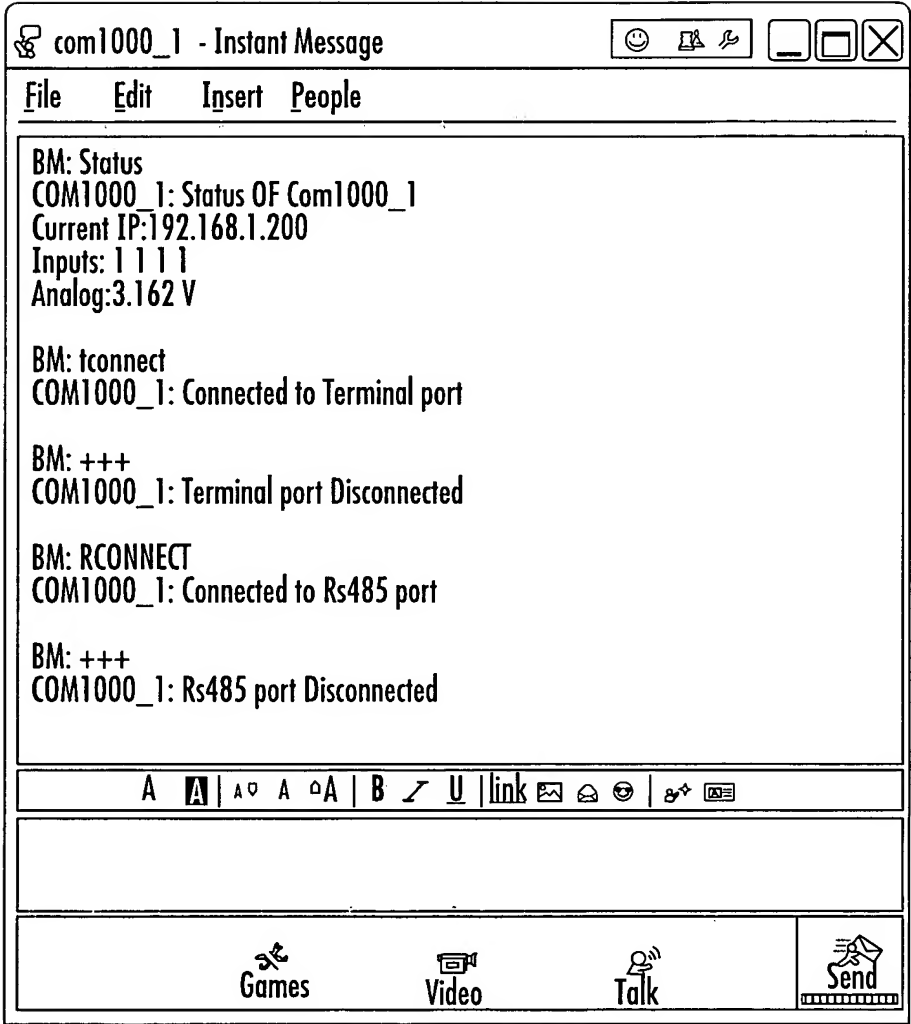 com1000_1 - Instant Message
File Edit Insert People
BM: Status
COM1000_1: Status OF Com1000_1
Current IP:192.168.1.200
Inputs: 1 1 1 1
Analog:3.162 V
BM: tconnect
COM1000_1: Connected to Terminal port
BM: +++
COM1000_1: Terminal port Disconnected
BM: RCONNECT
COM1000_1: Connected to Rs485 port
BM: +++
COM1000_1: Rs485 port Disconnected
A A A A A B I U link
Games Video Talk Send